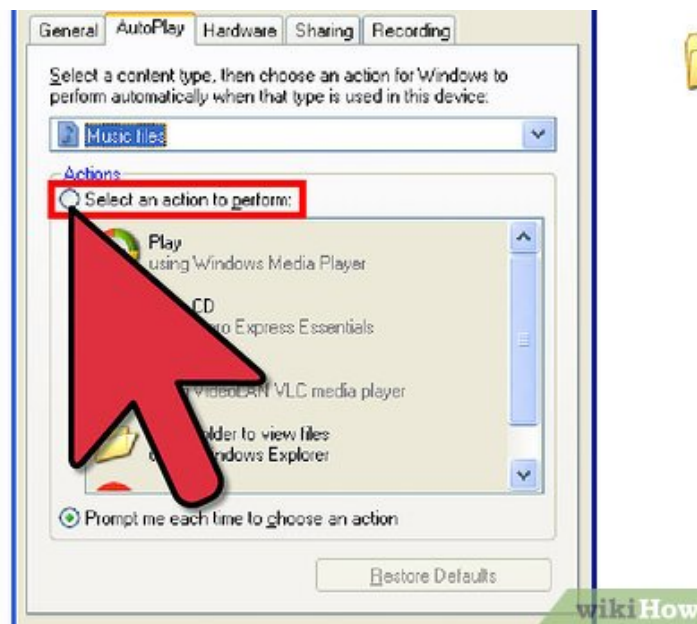 General AutoPlay Hardware Sharing Recording
Select a content type, then choose an action for Windows to
perform automatically when that type is used in this device:
Music files
Actions
Select an action to perform:
Play
using Windows Media Player
CD
Express Essentials
VideoLAN VLC media player
folder to view files
Windows Explorer
Prompt me each time to choose an action
Restore Defaults
wikiHow